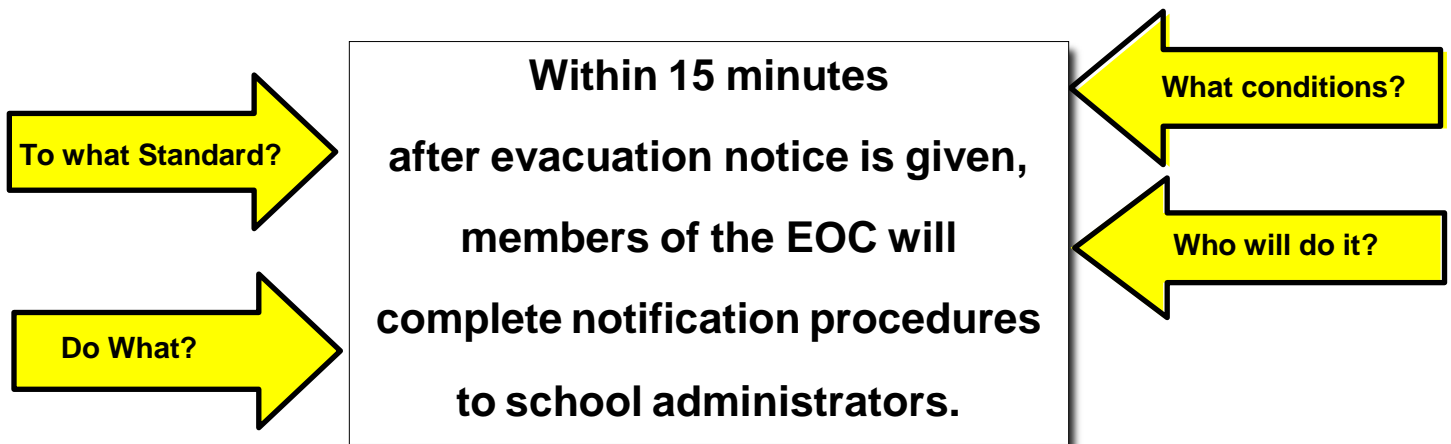 Within 15 minutes
What conditions?
To what Standard?
after evacuation notice is given,
members of the EOC will
Who will do it?
complete notification procedures
Do What?
to school administrators.